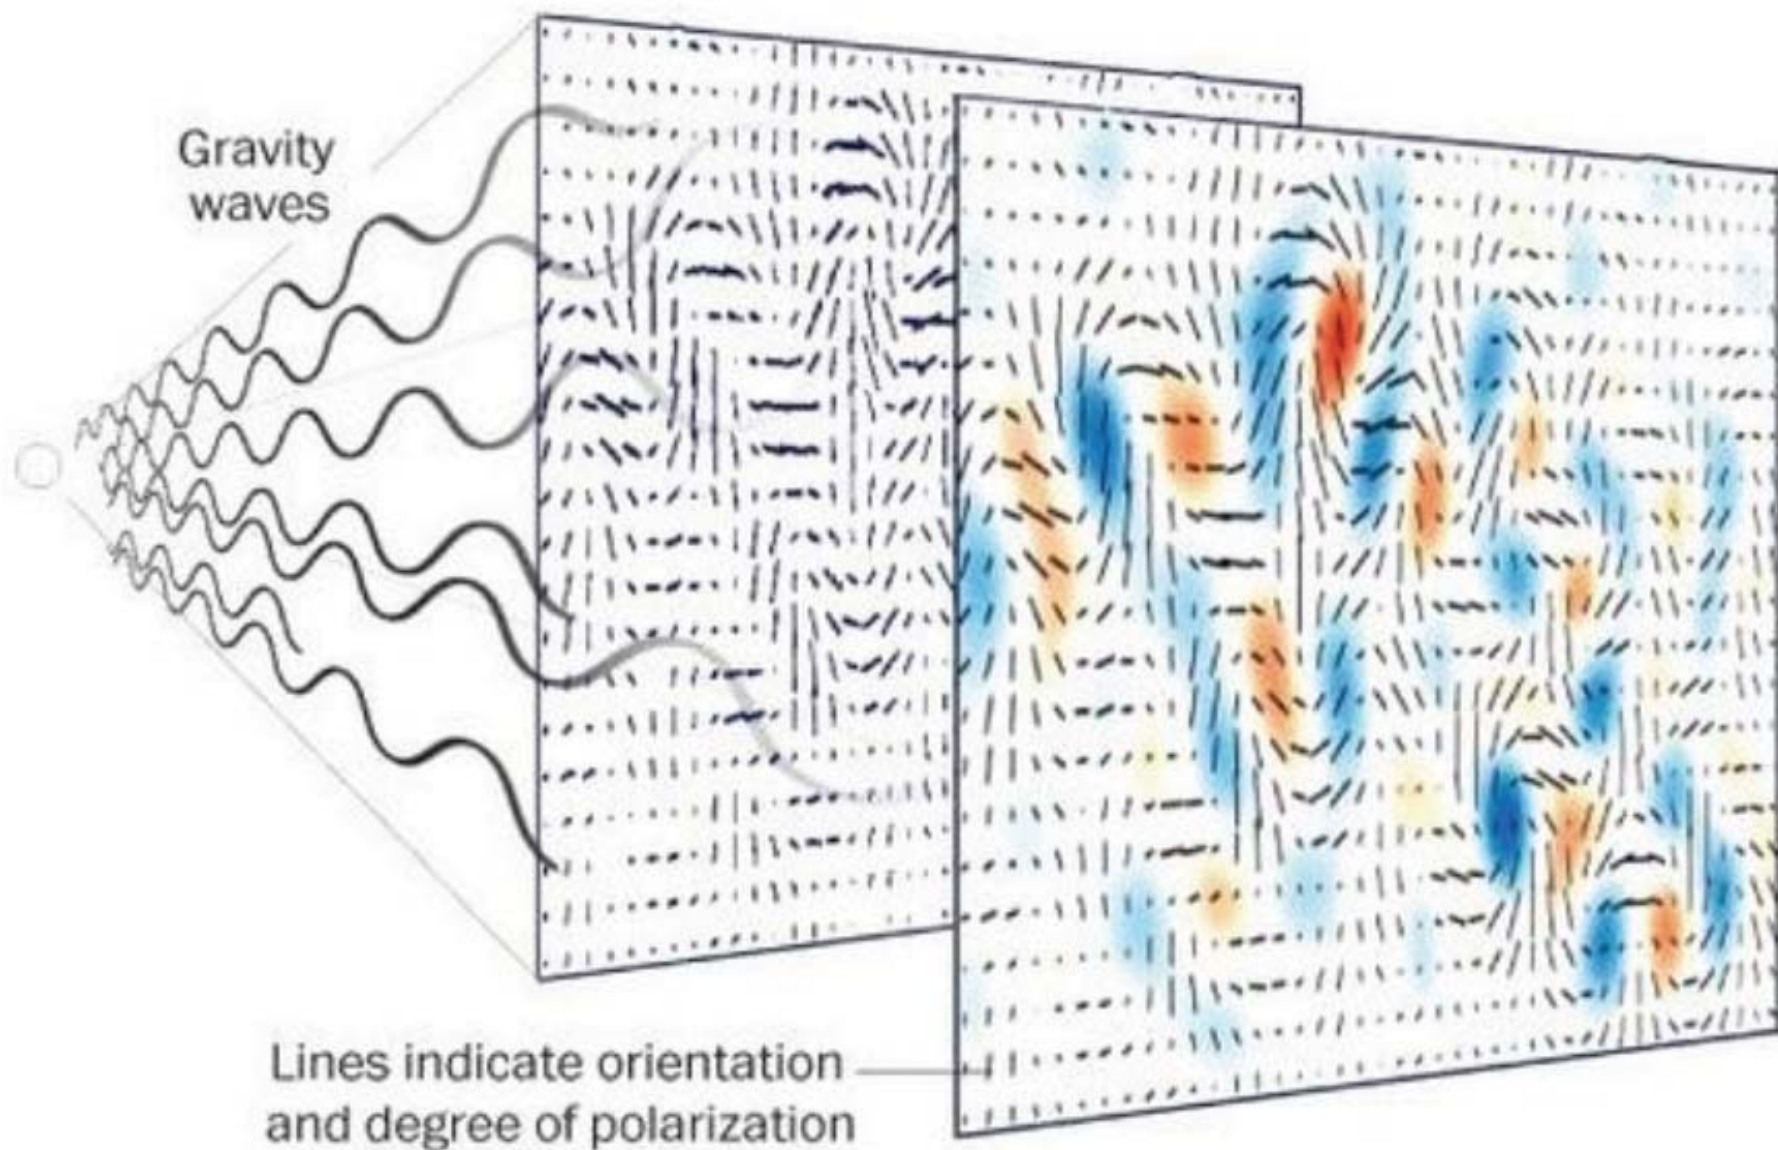 Gravity
waves
Lines indicate orientation
and degree of polarization